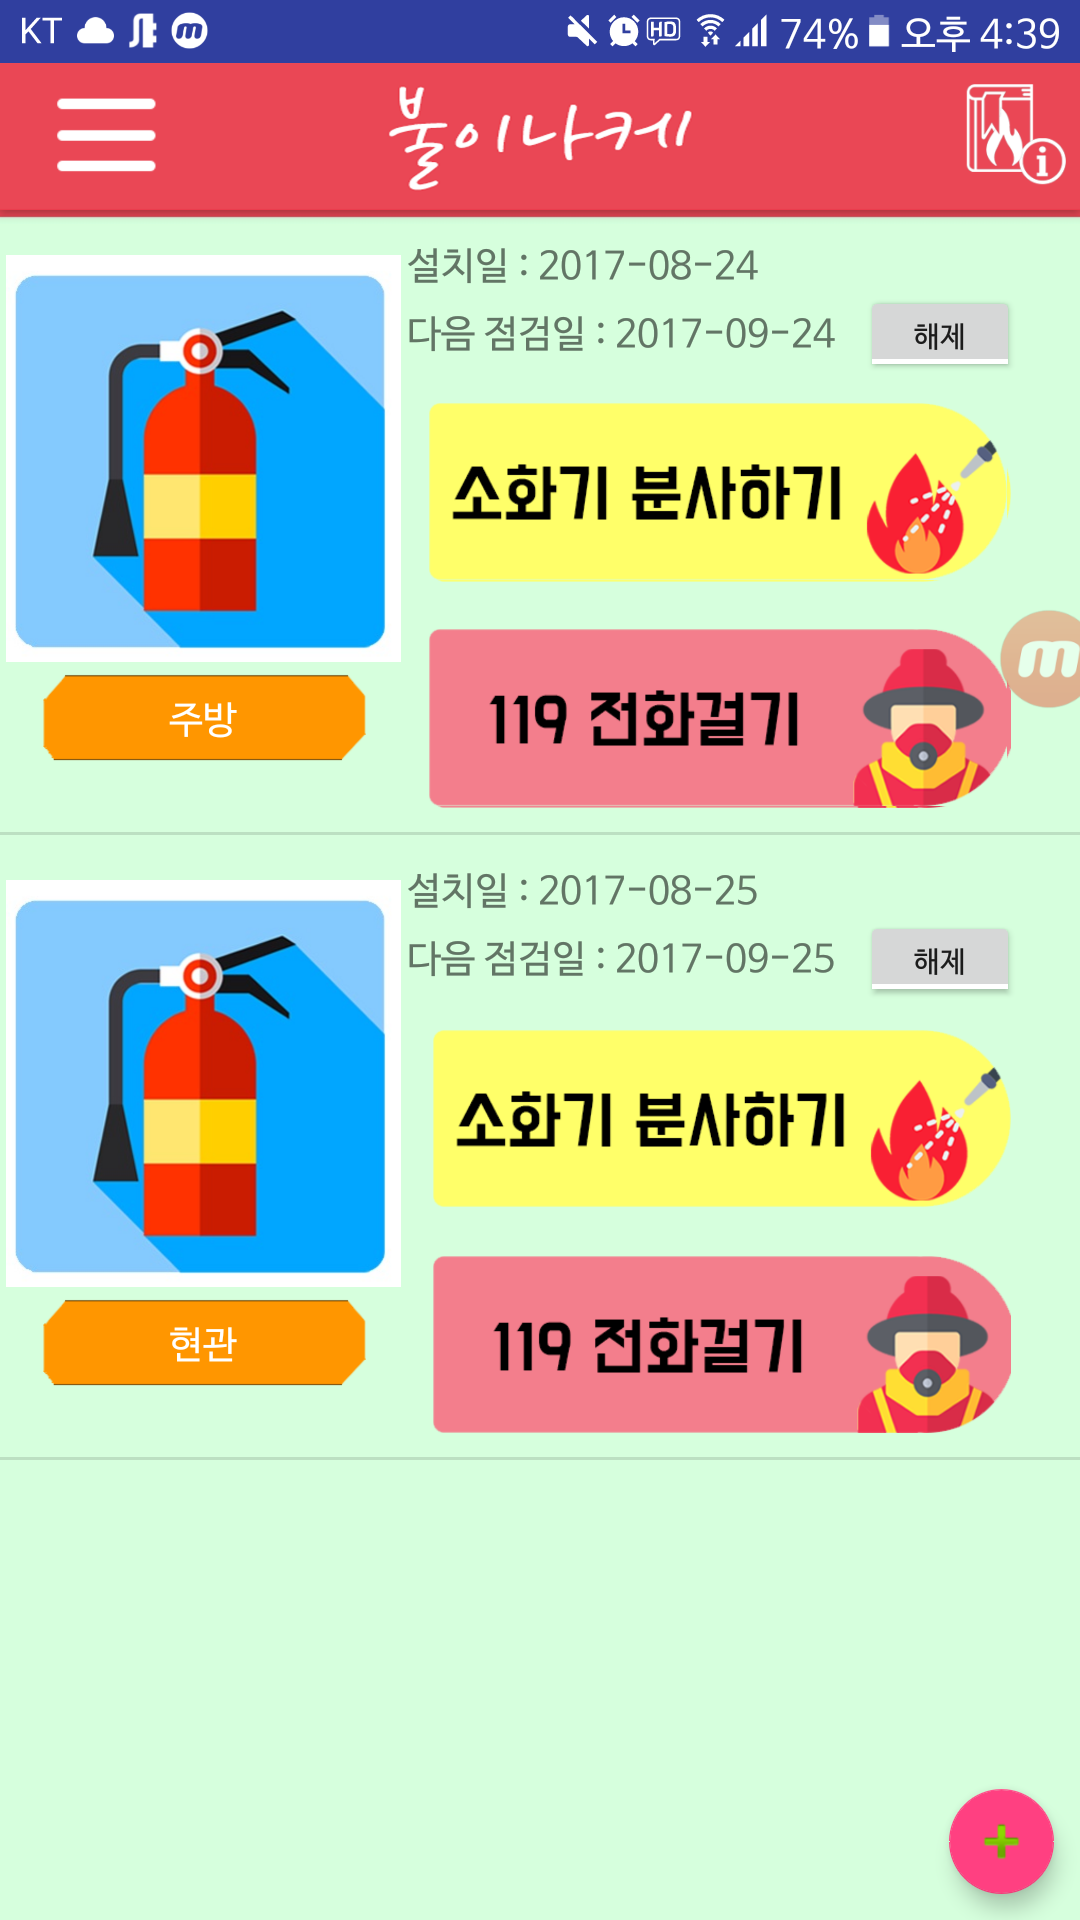 KT 74% 오후 4:39
불이나케
설치일 : 2017-08-24
다음 점검일 : 2017-09-24 해제
소화기 분사하기
119 전화걸기
주방
설치일 : 2017-08-25
다음 점검일 : 2017-09-25 해제
소화기 분사하기
119 전화걸기
현관